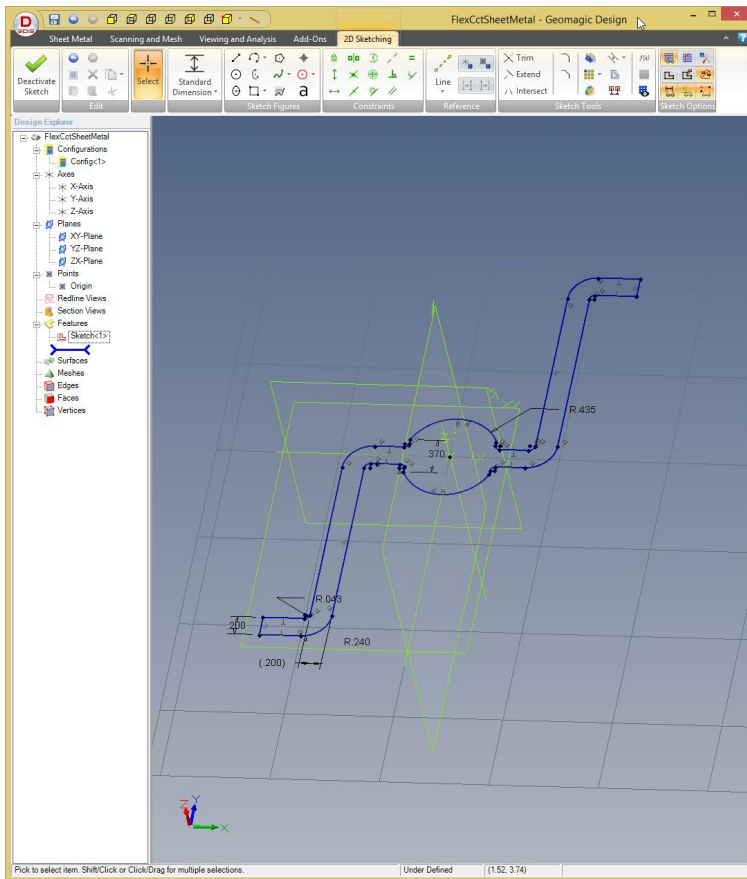 FlexCctSheetMetal - Geomagic Design
D
3DS
Sheet Metal Scanning and Mesh Viewing and Analysis Add-Ons 2D Sketching
Deactivate Sketch
Select
Standard Dimension
a
Line
Trim
Extend
Intersect
f(x)
Edit Sketch Figures Constraints Reference Sketch Tools Sketch Options
Design Explorer
FlexCctSheetMetal
Configurations
Config<1>
Axes
X-Axis
Y-Axis
Z-Axis
Planes
XY-Plane
YZ-Plane
ZX-Plane
Points
Origin
Redline Views
Section Views
Features
Sketch<1>
Surfaces
Meshes
Edges
Faces
Vertices
R.435
.370
R.043
.200
R.240
(.200)
Z Y
X
Pick to select item. Shift/Click or Click/Drag for multiple selections. Under Defined (1.52, 3.74)